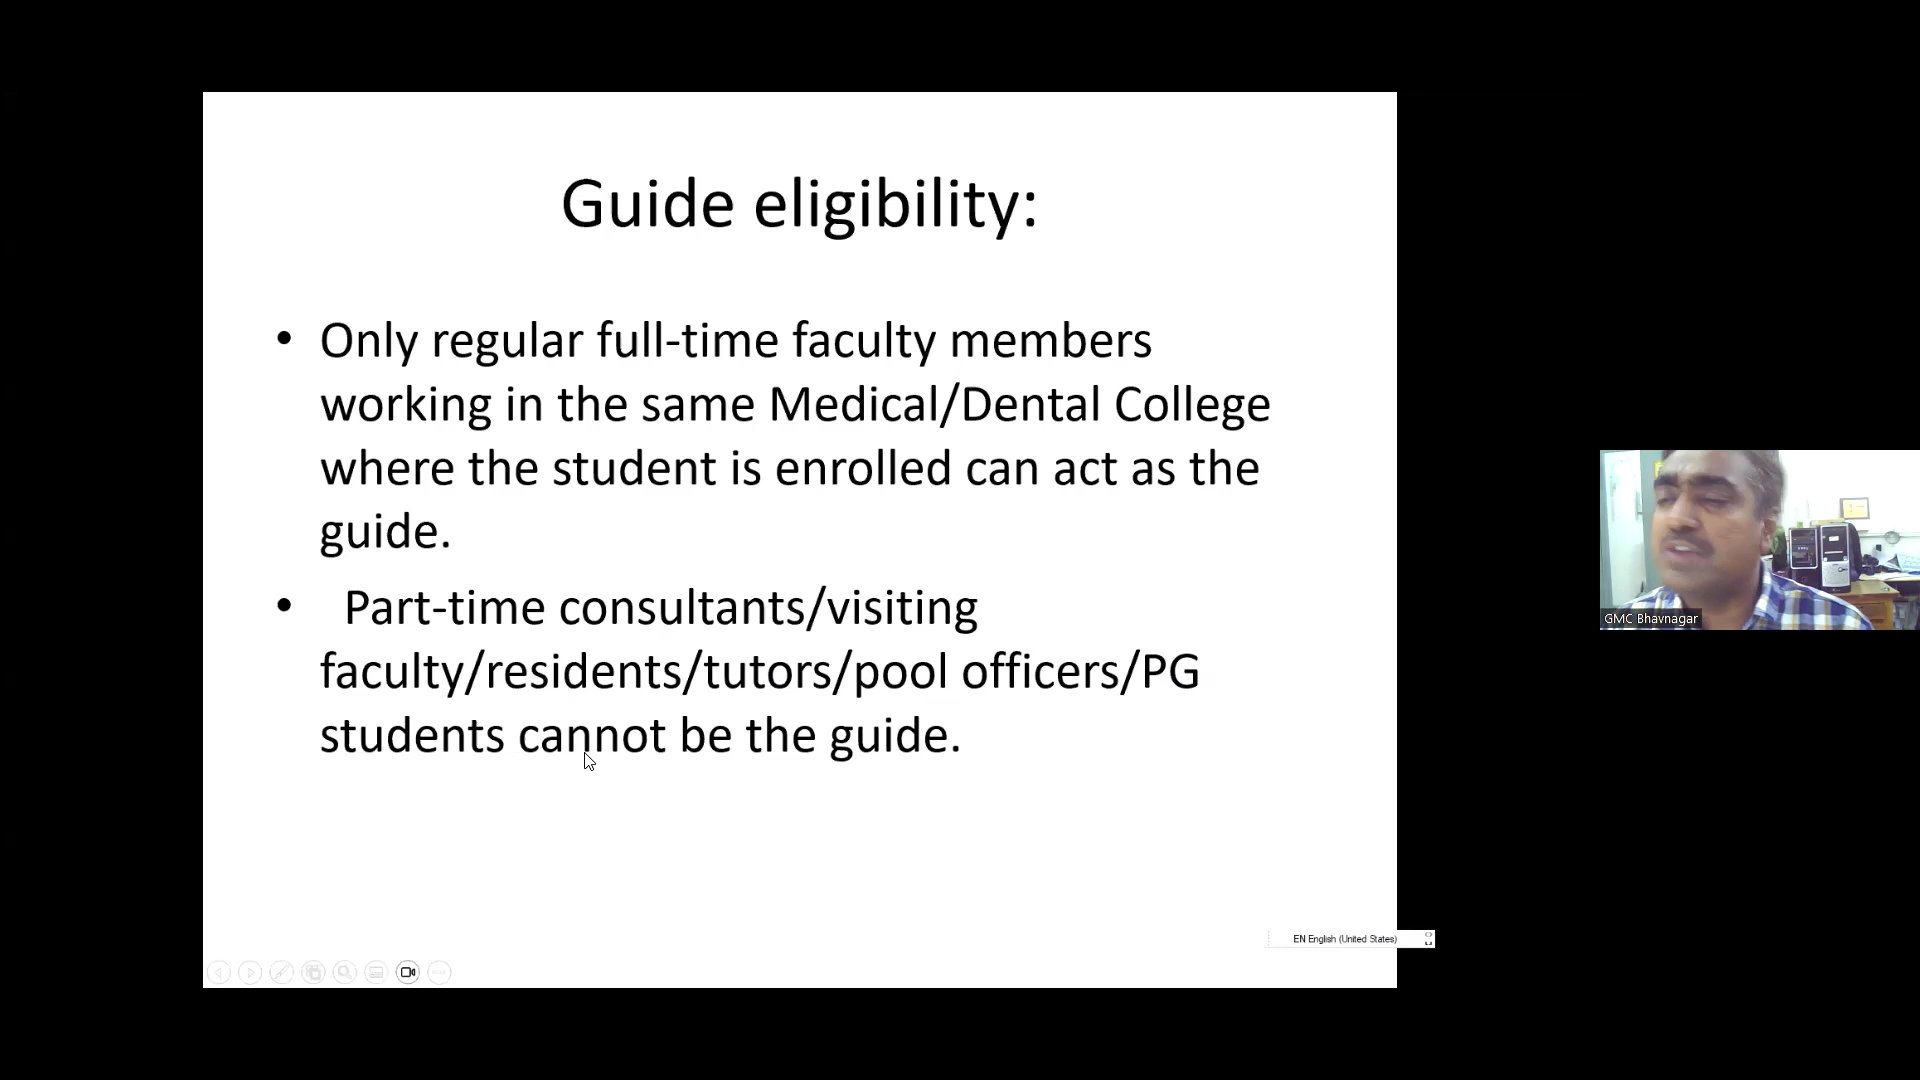 Guide eligibility:
• Only regular full-time faculty members
working in the same Medical/Dental College
where the student is enrolled can act as the
guide.
• Part-time consultants/visiting
faculty/residents/tutors/pool officers/PG
students cannot be the guide.
GMC Bhavnagar
EN English (United States)